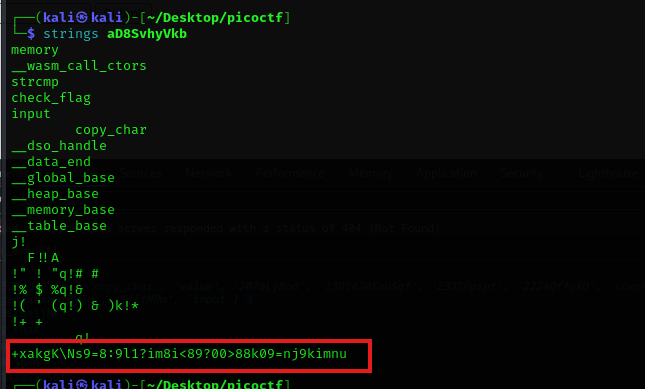 (kali㉿kali)-[~/Desktop/picoctf]
$ strings aD8SvhyVkb
memory
__wasm_call_ctors
strcmp
check_flag
input
copy_char
__dso_handle
__data_end
__global_base
__heap_base
__memory_base
__table_base
j!
F!!A
!" ! "q!# #
!% $ %q!&
!( ' (q!) & )k!*
!+ +
q!
+xakgK\Ns9=8:9l1?im8i<89?00>88k09=nj9kimnu
(kali㉿kali)-[~/Desktop/picoctf]